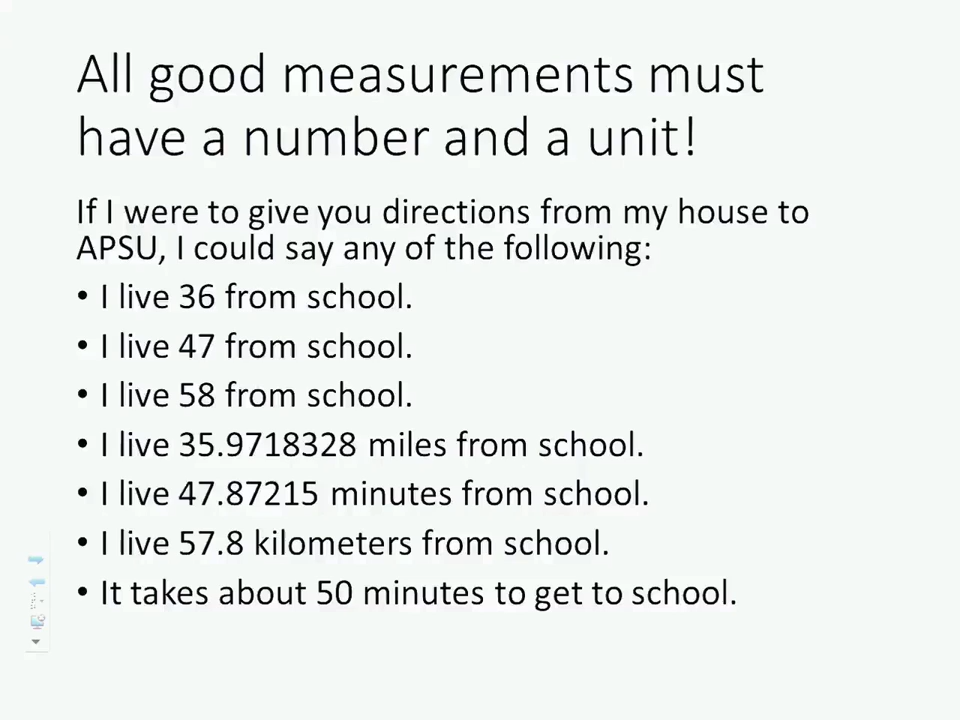 All good measurements must
have a number and a unit!
If I were to give you directions from my house to
APSU, I could say any of the following:
• I live 36 from school.
• I live 47 from school.
• I live 58 from school.
• I live 35.9718328 miles from school.
• I live 47.87215 minutes from school.
• I live 57.8 kilometers from school.
• It takes about 50 minutes to get to school.